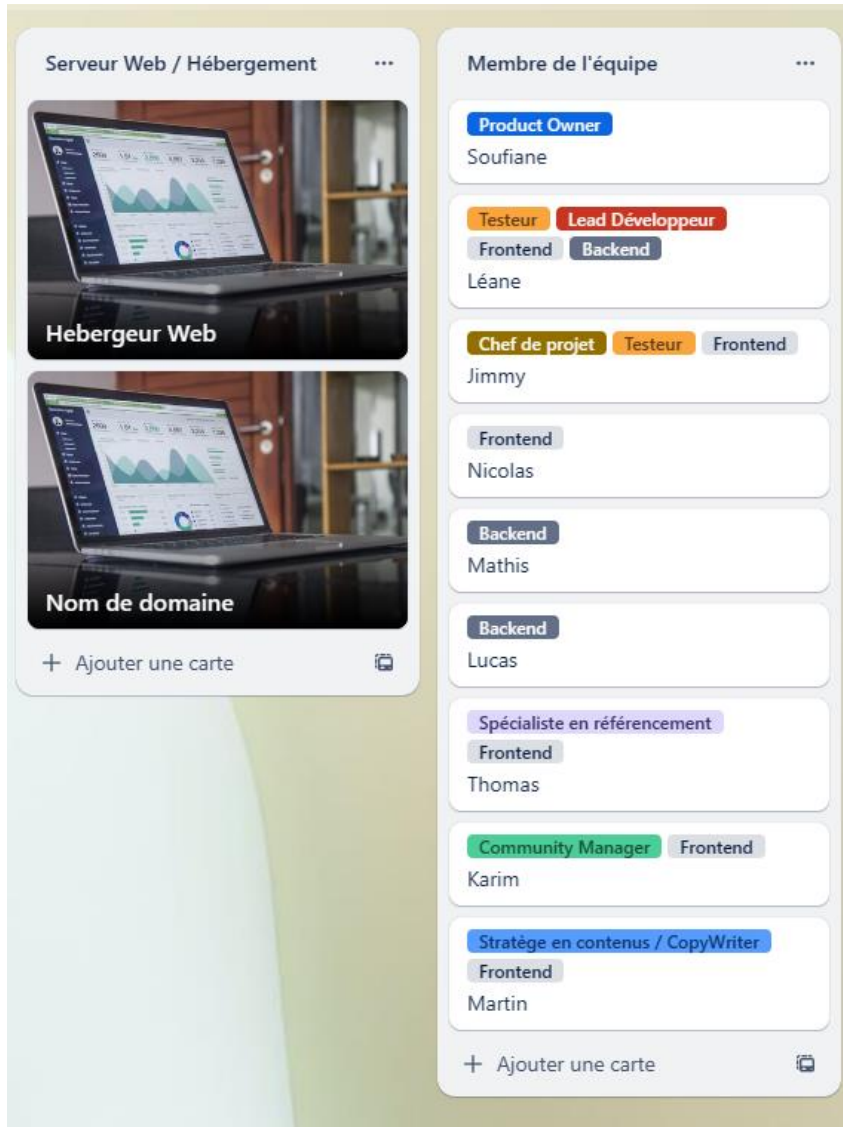 Serveur Web / Hébergement
Hebergeur Web
Nom de domaine
Ajouter une carte
Membre de l'équipe
Product Owner
Soufiane
Testeur Lead Développeur
Frontend Backend
Léane
Chef de projet Testeur Frontend
Jimmy
Frontend
Nicolas
Backend
Mathis
Backend
Lucas
Spécialiste en référencement
Frontend
Thomas
Community Manager Frontend
Karim
Stratège en contenus / CopyWriter
Frontend
Martin
Ajouter une carte